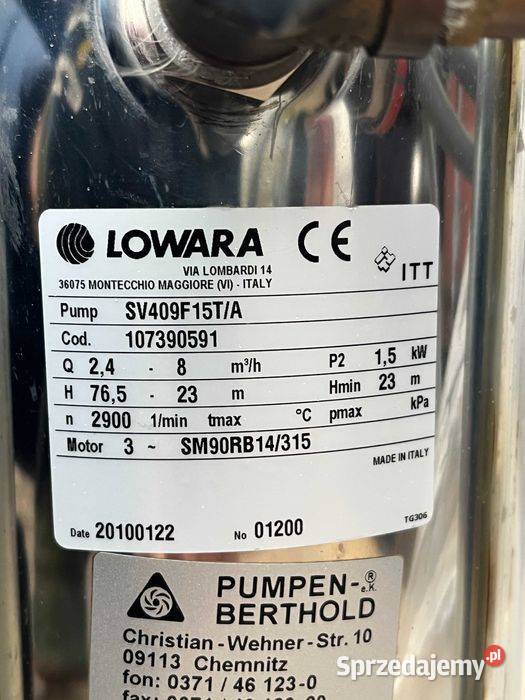 LOWARA CE ITT
VIA LOMBARDI 14
36075 MONTECCHIO MAGGIORE (VI) - ITALY
Pump SV409F15T/A
Cod. 107390591
Q 2,4 - 8 m³/h P2 1,5 kW
H 76,5 - 23 m Hmin 23 m
n 2900 1/min tmax °C pmax kPa
Motor 3 ~ SM90RB14/315
MADE IN ITALY
Date 20100122 No 01200
TG306
PUMPEN-® e.K.
BERTHOLD
Christian-Wehner-Str. 10
09113 Chemnitz
fon: 0371 / 46 123-0
Sprzedajemy.pl